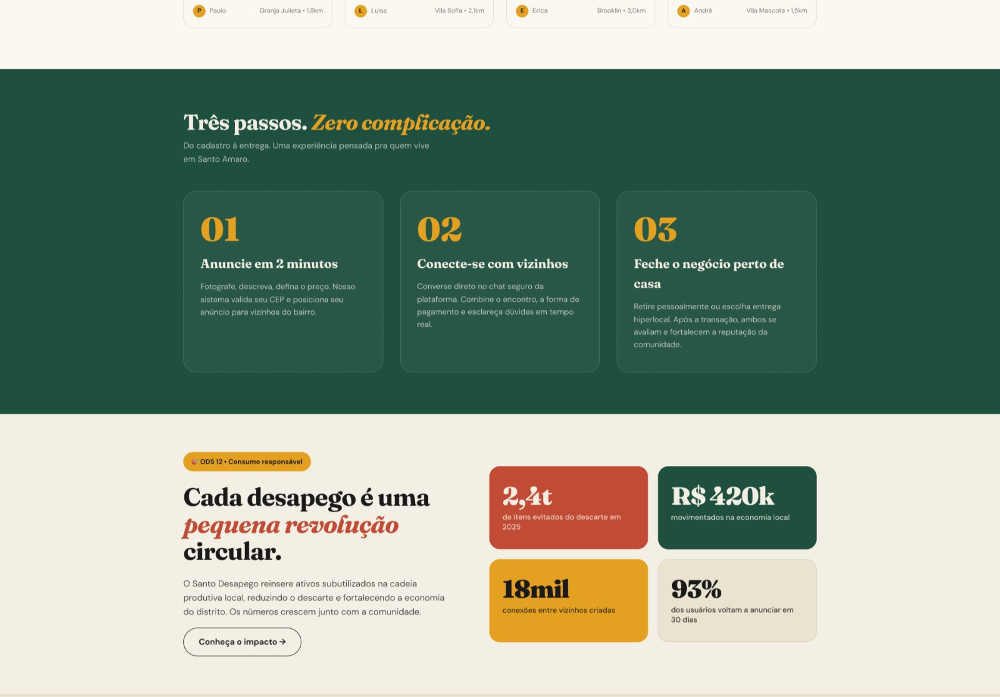 P Paulo Granja Julieta • 1,8km
L Luisa Vila Sofia • 2,1km
E Erica Brooklin • 3,0km
A André Vila Mascote • 1,5km
Três passos. Zero complicação.
Do cadastro à entrega. Uma experiência pensada pra quem vive
em Santo Amaro.
01
Anuncie em 2 minutos
Fotografe, descreva, defina o preço. Nosso
sistema valida seu CEP e posiciona seu
anúncio para vizinhos do bairro.
02
Conecte-se com vizinhos
Converse direto no chat seguro da
plataforma. Combine o encontro, a forma de
pagamento e esclareça dúvidas em tempo
real.
03
Feche o negócio perto de
casa
Retire pessoalmente ou escolha entrega
hiperlocal. Após a transação, ambos se
avaliam e fortalecem a reputação da
comunidade.
🎯 ODS 12 • Consumo responsável
Cada desapego é uma
pequena revolução
circular.
O Santo Desapego reinsere ativos subutilizados na cadeia
produtiva local, reduzindo o descarte e fortalecendo a economia
do distrito. Os números crescem junto com a comunidade.
Conheça o impacto →
2,4t
de itens evitados do descarte em
2025
R$ 420k
movimentados na economia local
18mil
conexões entre vizinhos criadas
93%
dos usuários voltam a anunciar em
30 dias